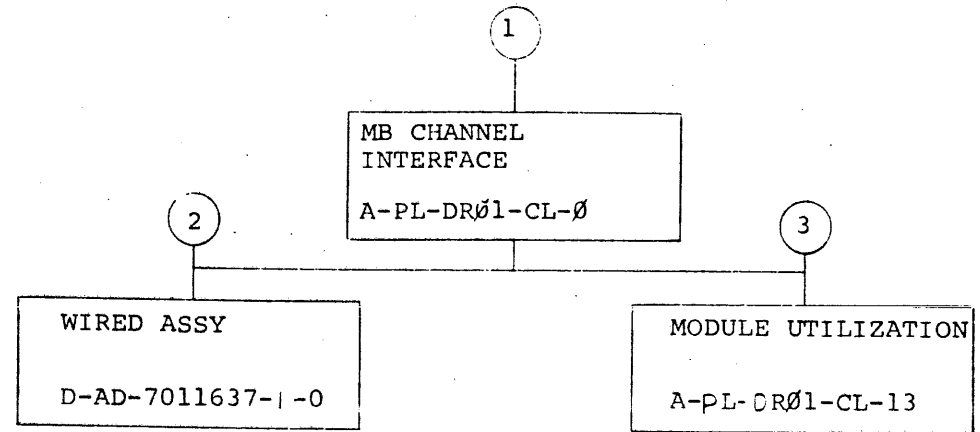 1
MB CHANNEL
INTERFACE
A-PL-DRØ1-CL-Ø
2
3
WIRED ASSY
D-AD-7011637-1-0
MODULE UTILIZATION
A-PL-DRØ1-CL-13